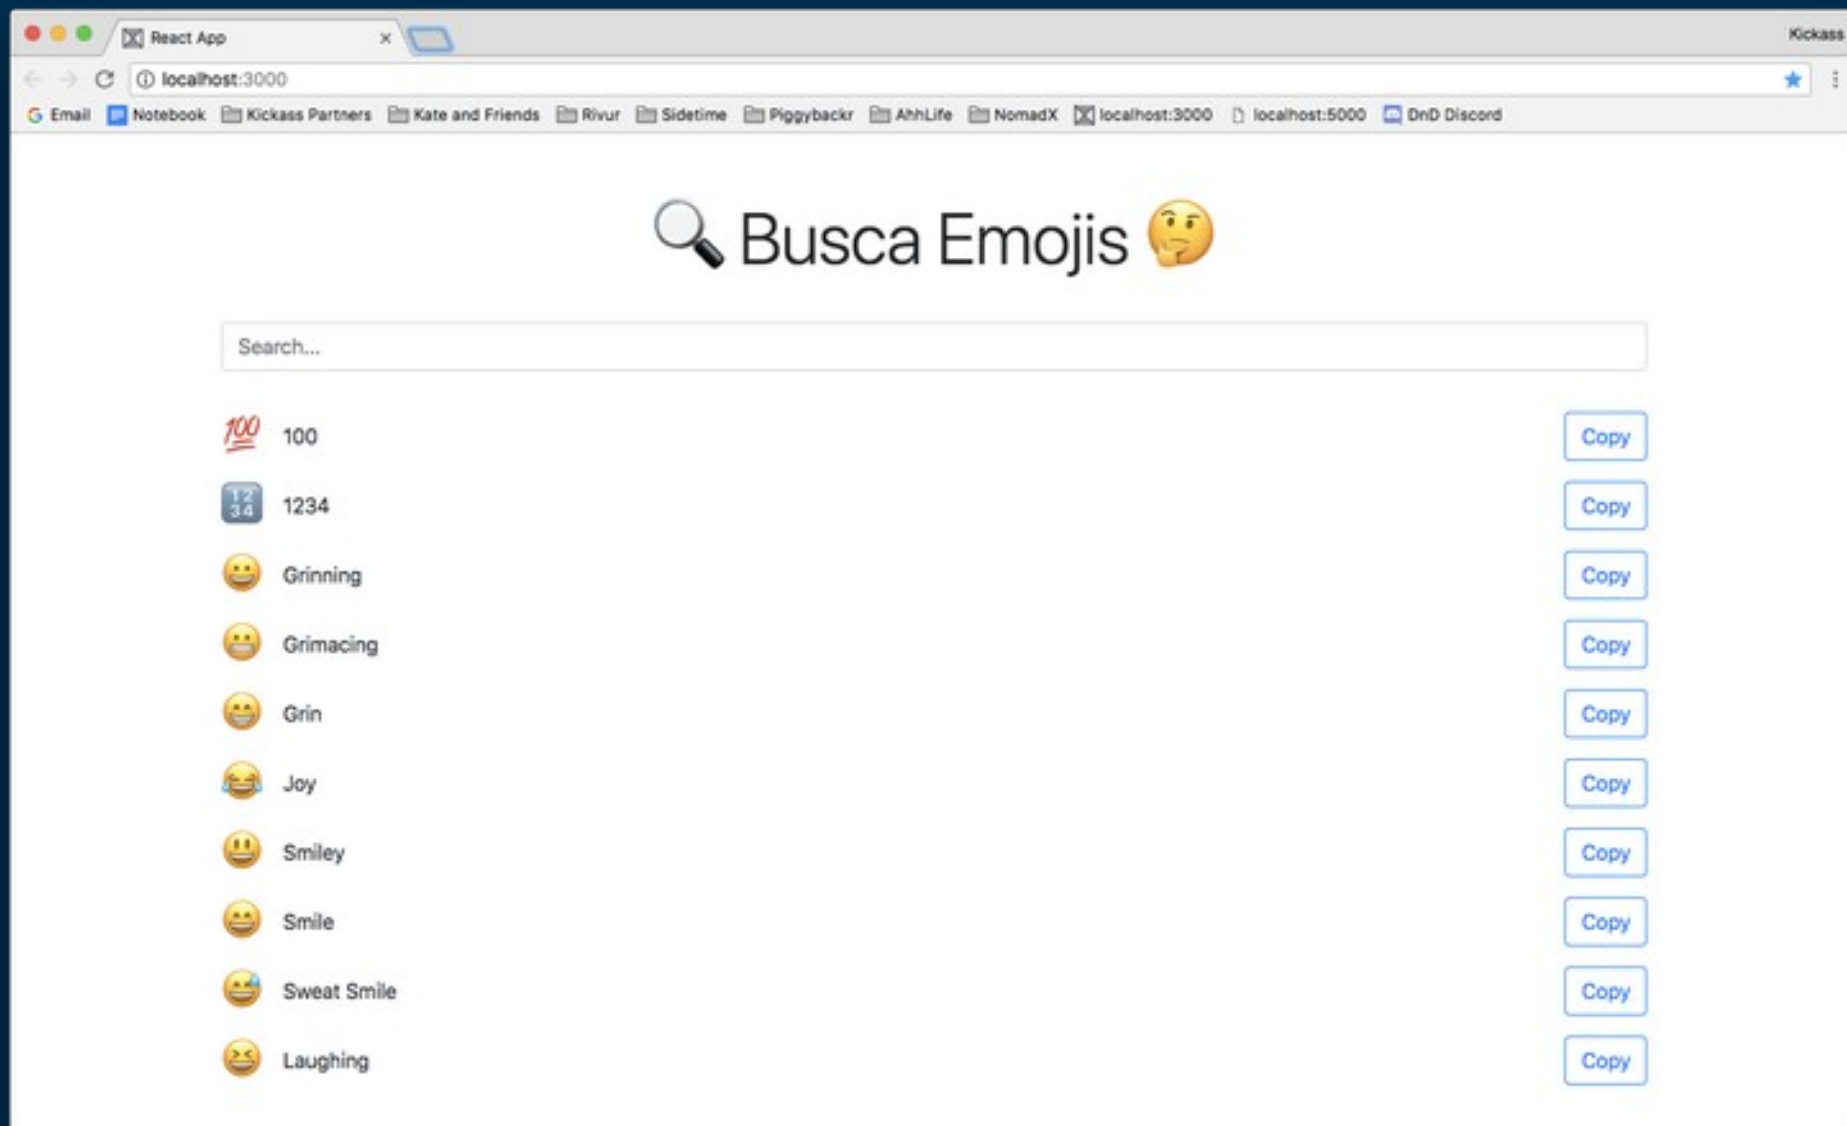 React App
Kickass
localhost:3000
Email Notebook Kickass Partners Kate and Friends Rivur Sidetime Piggybackr AhhLife NomadX localhost:3000 localhost:5000 DnD Discord
🔍 Busca Emojis 🤔
Search...
💯 100 Copy
🔢 1234 Copy
😀 Grinning Copy
😬 Grimacing Copy
😁 Grin Copy
😂 Joy Copy
😃 Smiley Copy
😄 Smile Copy
😅 Sweat Smile Copy
😆 Laughing Copy